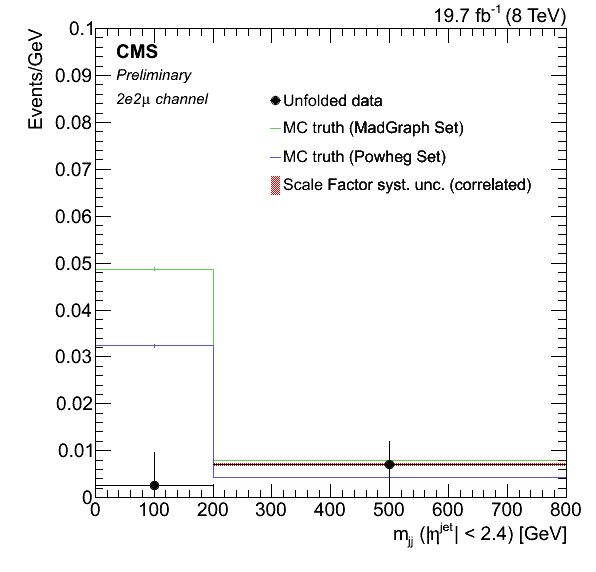 19.7 fb⁻¹ (8 TeV)
Events/GeV
CMS
Preliminary
2e2μ channel
Unfolded data
MC truth (MadGraph Set)
MC truth (Powheg Set)
Scale Factor syst. unc. (correlated)
0.1
0.09
0.08
0.07
0.06
0.05
0.04
0.03
0.02
0.01
0
0 100 200 300 400 500 600 700 800
m_jj (|η^jet| < 2.4) [GeV]